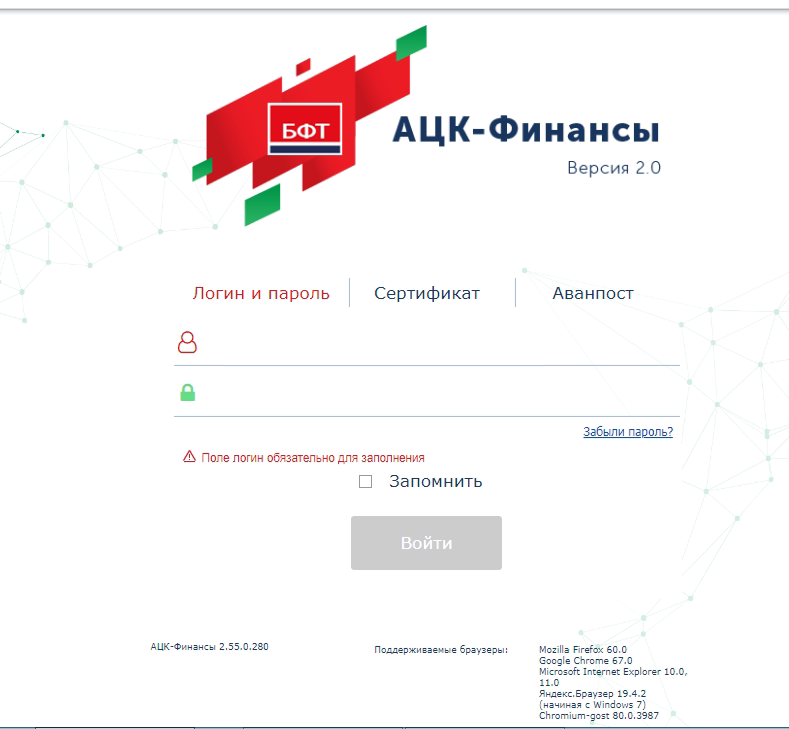 БФТ
АЦК-Финансы
Версия 2.0
Логин и пароль
Сертификат
Аванпост
Забыли пароль?
Поле логин обязательно для заполнения
Запомнить
Войти
АЦК-Финансы 2.55.0.280
Поддерживаемые браузеры:
Mozilla Firefox 60.0
Google Chrome 67.0
Microsoft Internet Explorer 10.0,
11.0
Яндекс.Браузер 19.4.2
(начиная с Windows 7)
Chromium-gost 80.0.3987